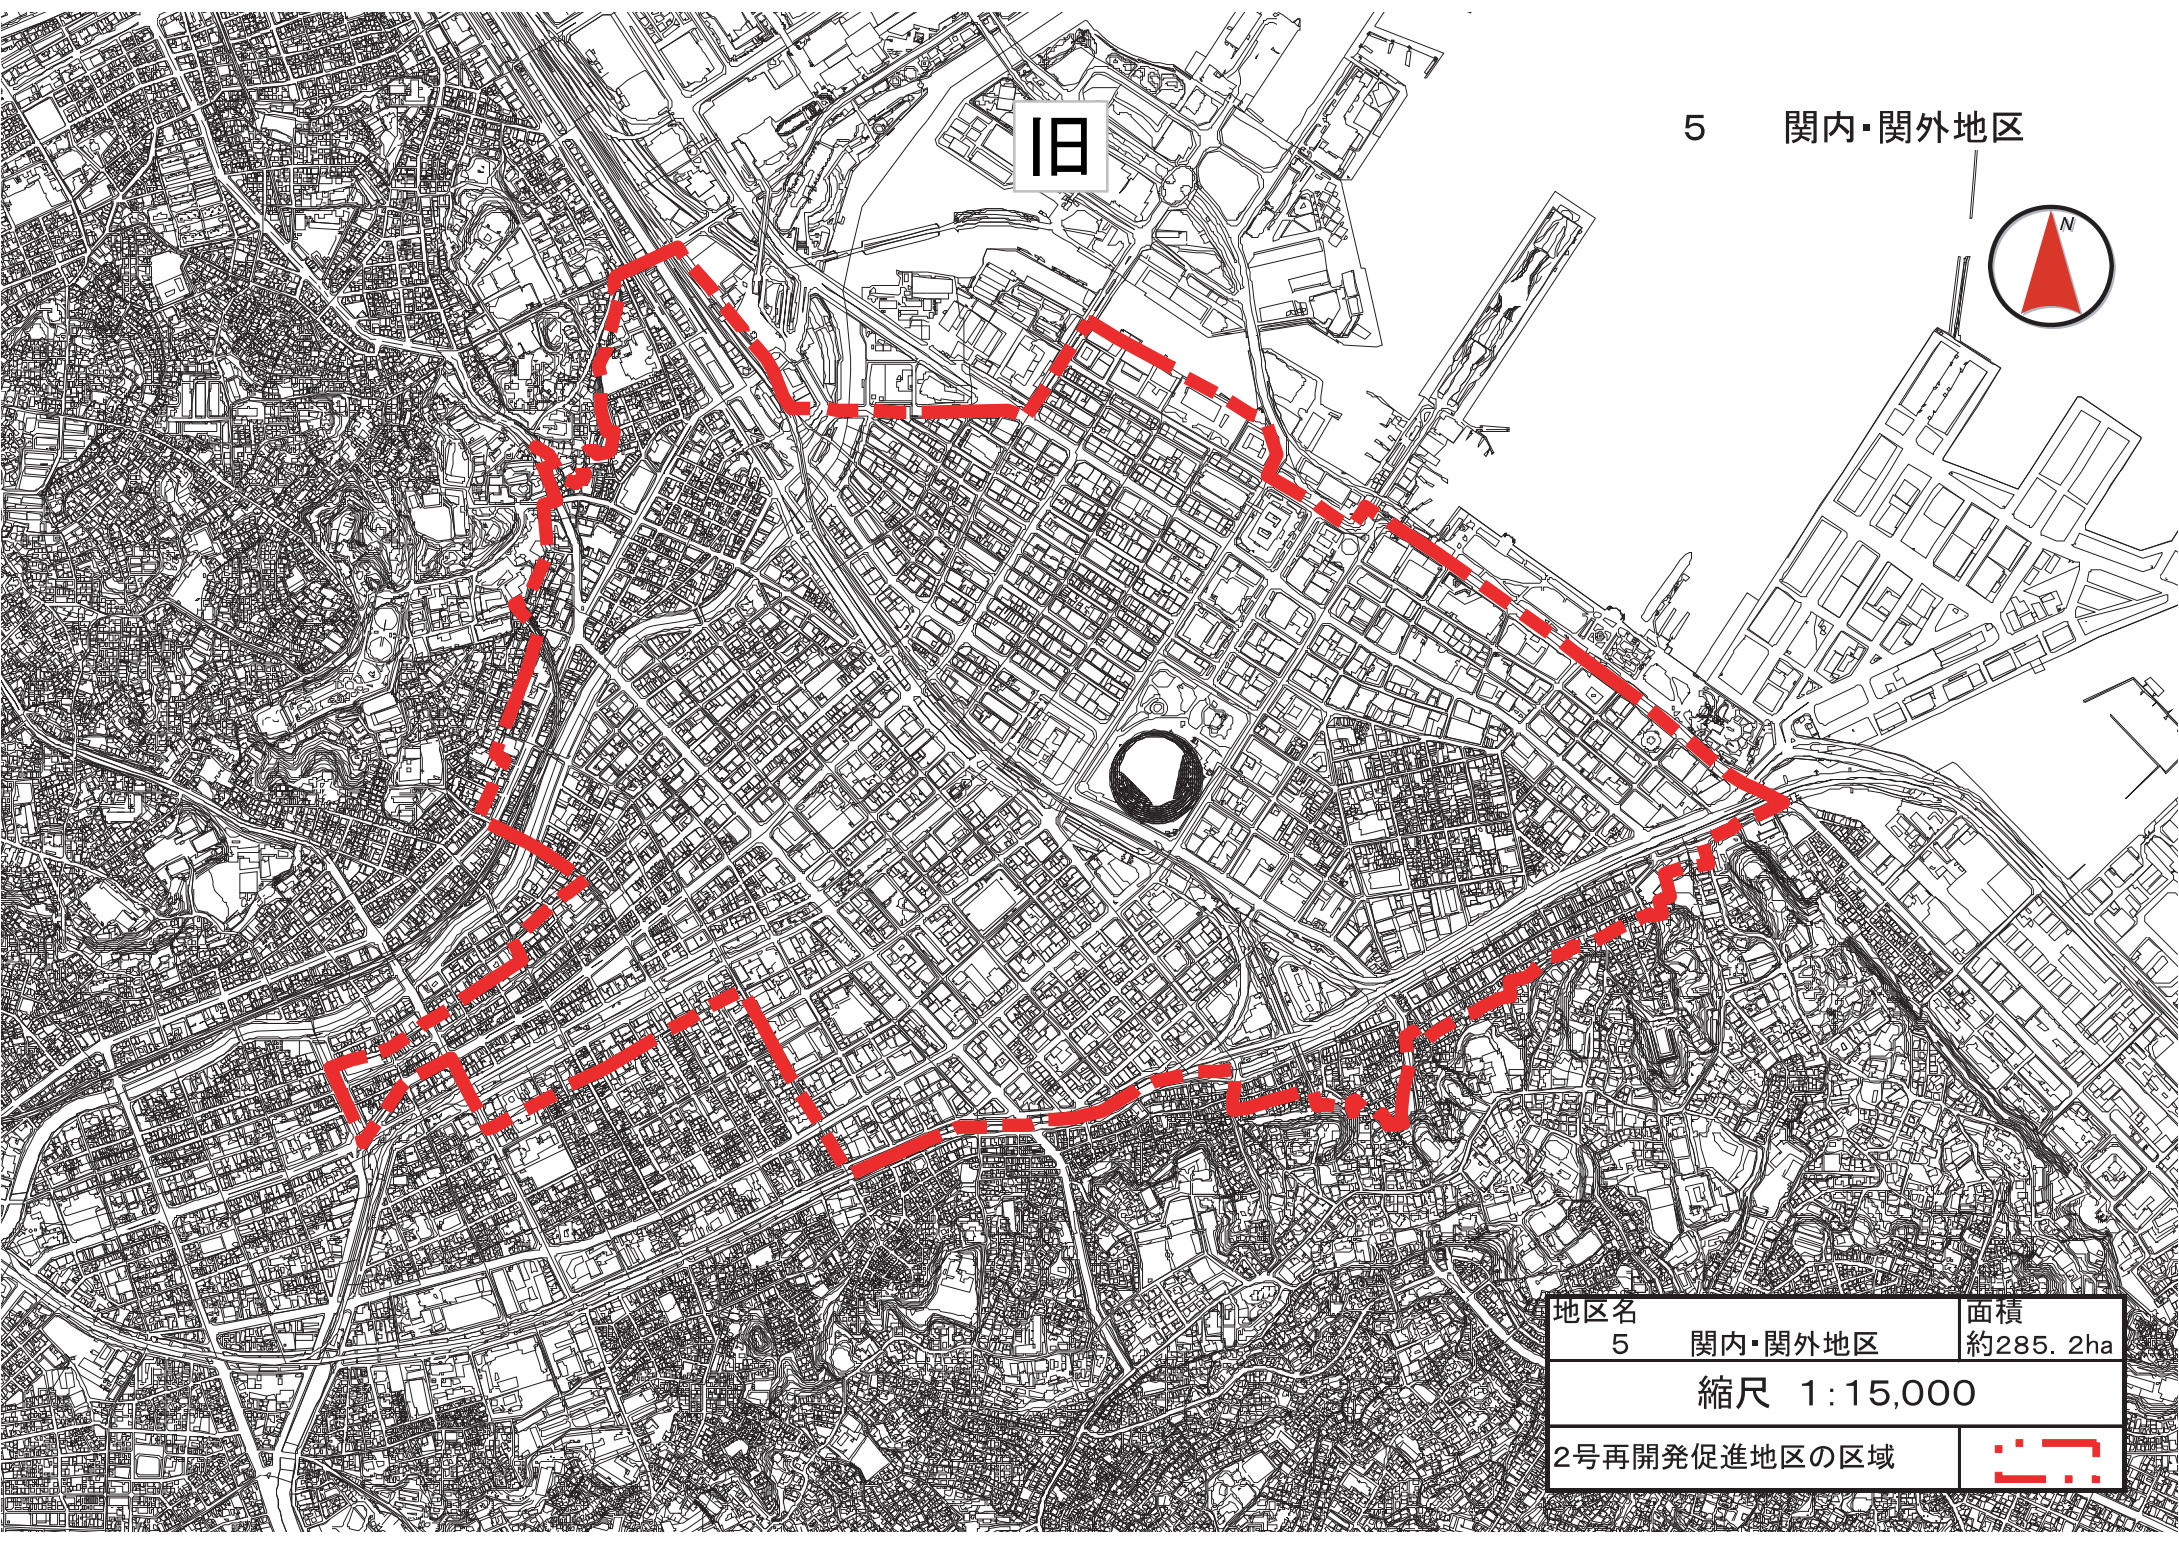 旧
5 関内・関外地区
N
地区名
5 関内・関外地区
面積
約285.2ha
縮尺 1:15,000
2号再開発促進地区の区域